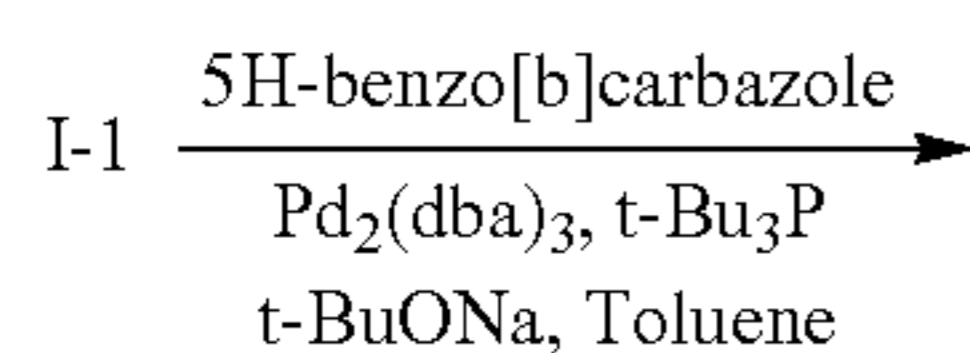 5H-benzo[b]carbazole
I-1
Pd₂(dba)₃, t-Bu₃P
t-BuONa, Toluene